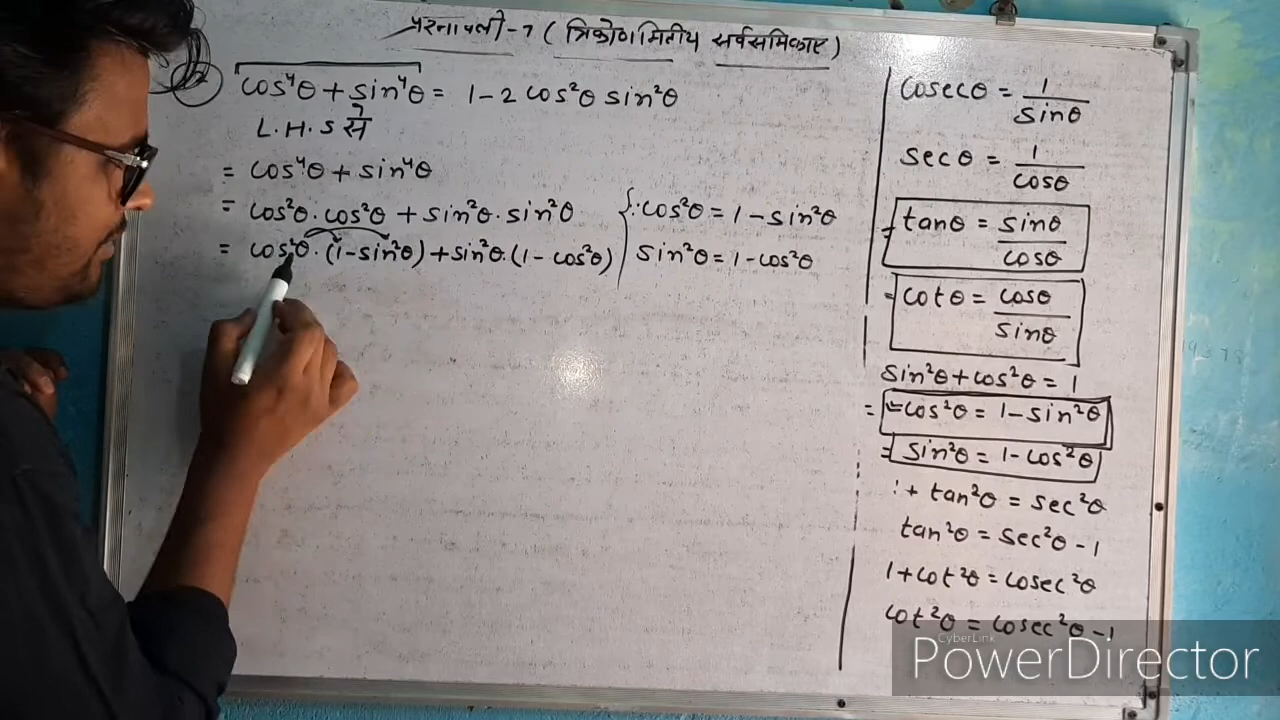 प्रश्नावली-7 (त्रिकोणमितीय सर्वसमिकाए)
cos⁴θ + sin⁴θ = 1 - 2 cos²θ sin²θ
L.H.S से
= cos⁴θ + sin⁴θ
= cos²θ . cos²θ + sin²θ . sin²θ {∵ cos²θ = 1 - sin²θ
= cos²θ . (1 - sin²θ) + sin²θ . (1 - cos²θ) sin²θ = 1 - cos²θ
cosecθ = 1/sinθ
secθ = 1/cosθ
tanθ = sinθ/cosθ
cotθ = cosθ/sinθ
sin²θ + cos²θ = 1
= cos²θ = 1 - sin²θ
= sin²θ = 1 - cos²θ
1 + tan²θ = sec²θ
tan²θ = sec²θ - 1
1 + cot²θ = cosec²θ
cot²θ = cosec²θ - 1
CyberLink
PowerDirector